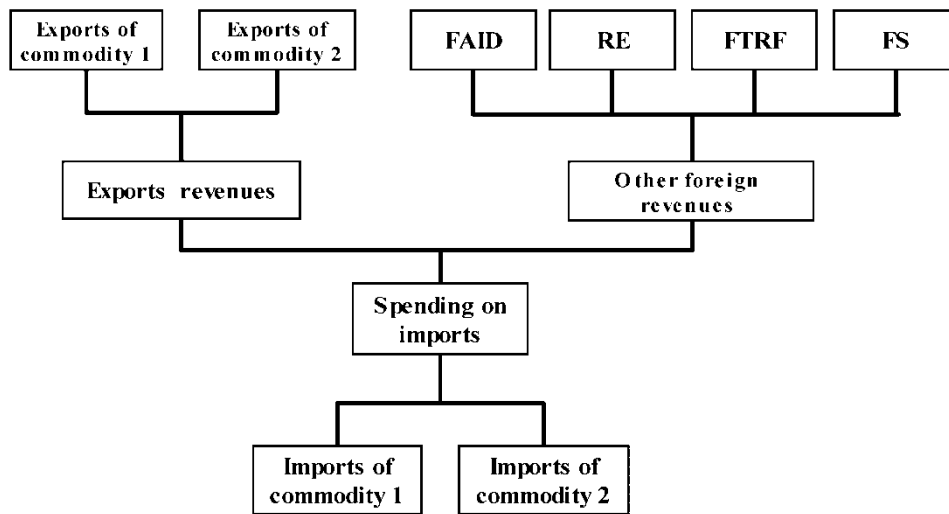 Exports of
commodity 1
Exports of
commodity 2
FAID
RE
FTRF
FS
Exports revenues
Other foreign
revenues
Spending on
imports
Imports of
commodity 1
Imports of
commodity 2